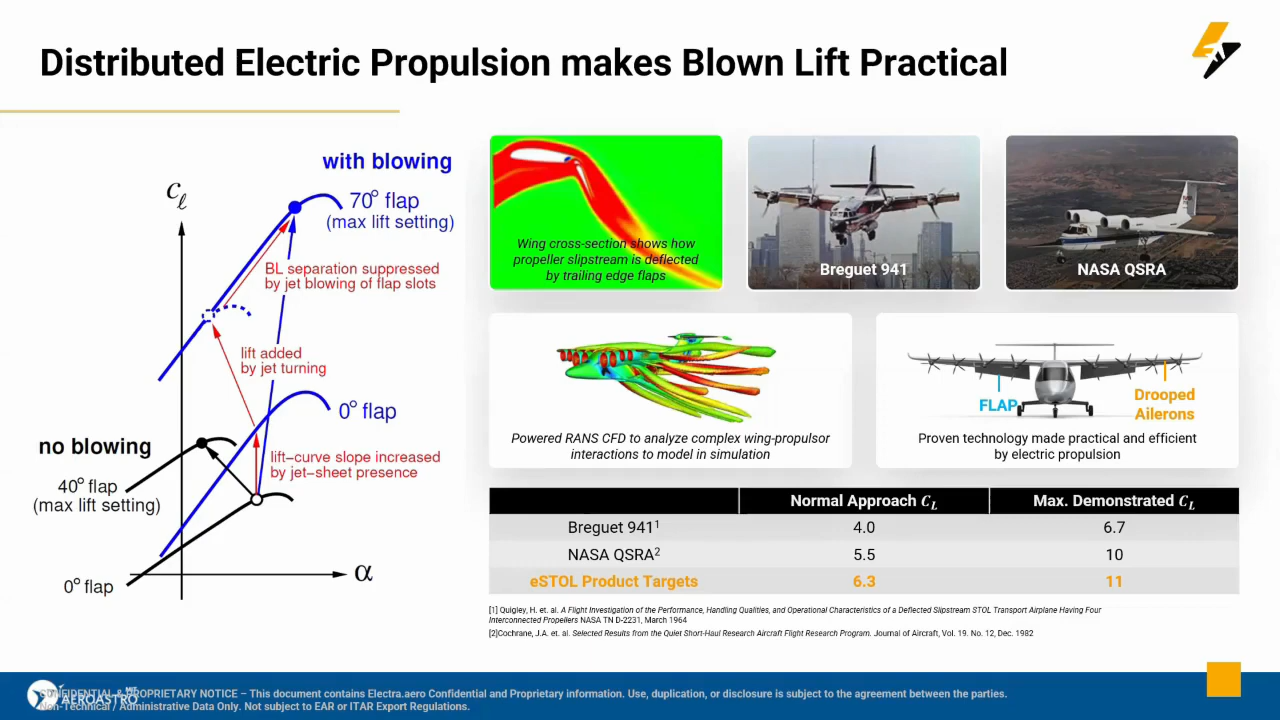 Distributed Electric Propulsion makes Blown Lift Practical
with blowing
cℓ
70° flap
(max lift setting)
BL separation suppressed
by jet blowing of flap slots
lift added
by jet turning
0° flap
no blowing
lift-curve slope increased
by jet-sheet presence
40° flap
(max lift setting)
α
0° flap
Wing cross-section shows how
propeller slipstream is deflected
by trailing edge flaps
Breguet 941
NASA QSRA
Powered RANS CFD to analyze complex wing-propulsor
interactions to model in simulation
FLAP
Drooped
Ailerons
Proven technology made practical and efficient
by electric propulsion
Normal Approach C_L Max. Demonstrated C_L
Breguet 941¹ 4.0 6.7
NASA QSRA² 5.5 10
eSTOL Product Targets 6.3 11
[1] Quigley, H. et. al. A Flight Investigation of the Performance, Handling Qualities, and Operational Characteristics of a Deflected Slipstream STOL Transport Airplane Having Four
Interconnected Propellers NASA TN D-2231, March 1964
[2]Cochrane, J.A. et. al. Selected Results from the Quiet Short-Haul Research Aircraft Flight Research Program. Journal of Aircraft, Vol. 19. No. 12, Dec. 1982
CONFIDENTIAL & PROPRIETARY NOTICE – This document contains Electra.aero Confidential and Proprietary information. Use, duplication, or disclosure is subject to the agreement between the parties.
Non-Technical / Administrative Data Only. Not subject to EAR or ITAR Export Regulations.
AEROASTRO